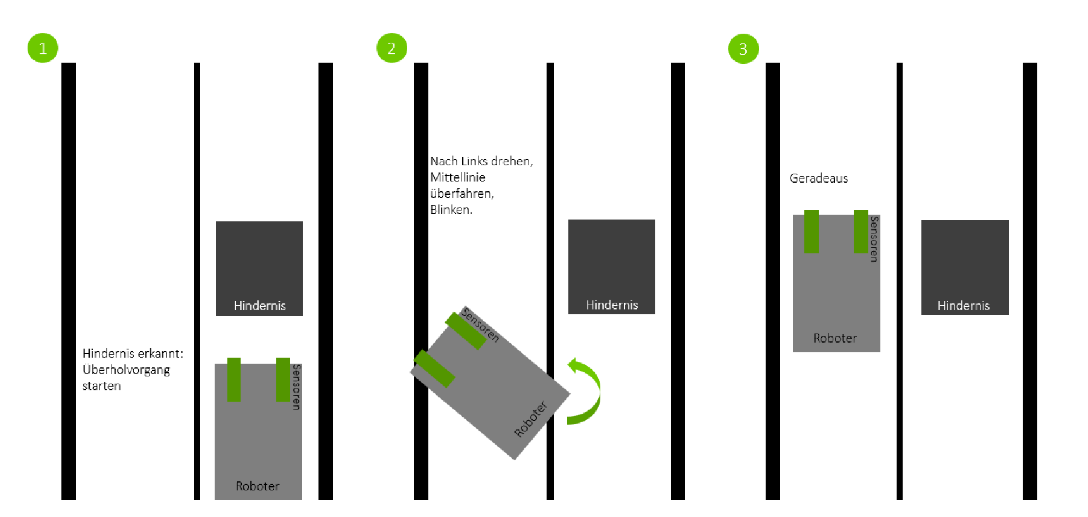 1
Hindernis
Hindernis erkannt:
Überholvorgang
starten
Sensoren
Roboter
2
Nach Links drehen,
Mittellinie
überfahren,
Blinken.
Hindernis
Sensoren
Roboter
3
Geradeaus
Sensoren
Hindernis
Roboter